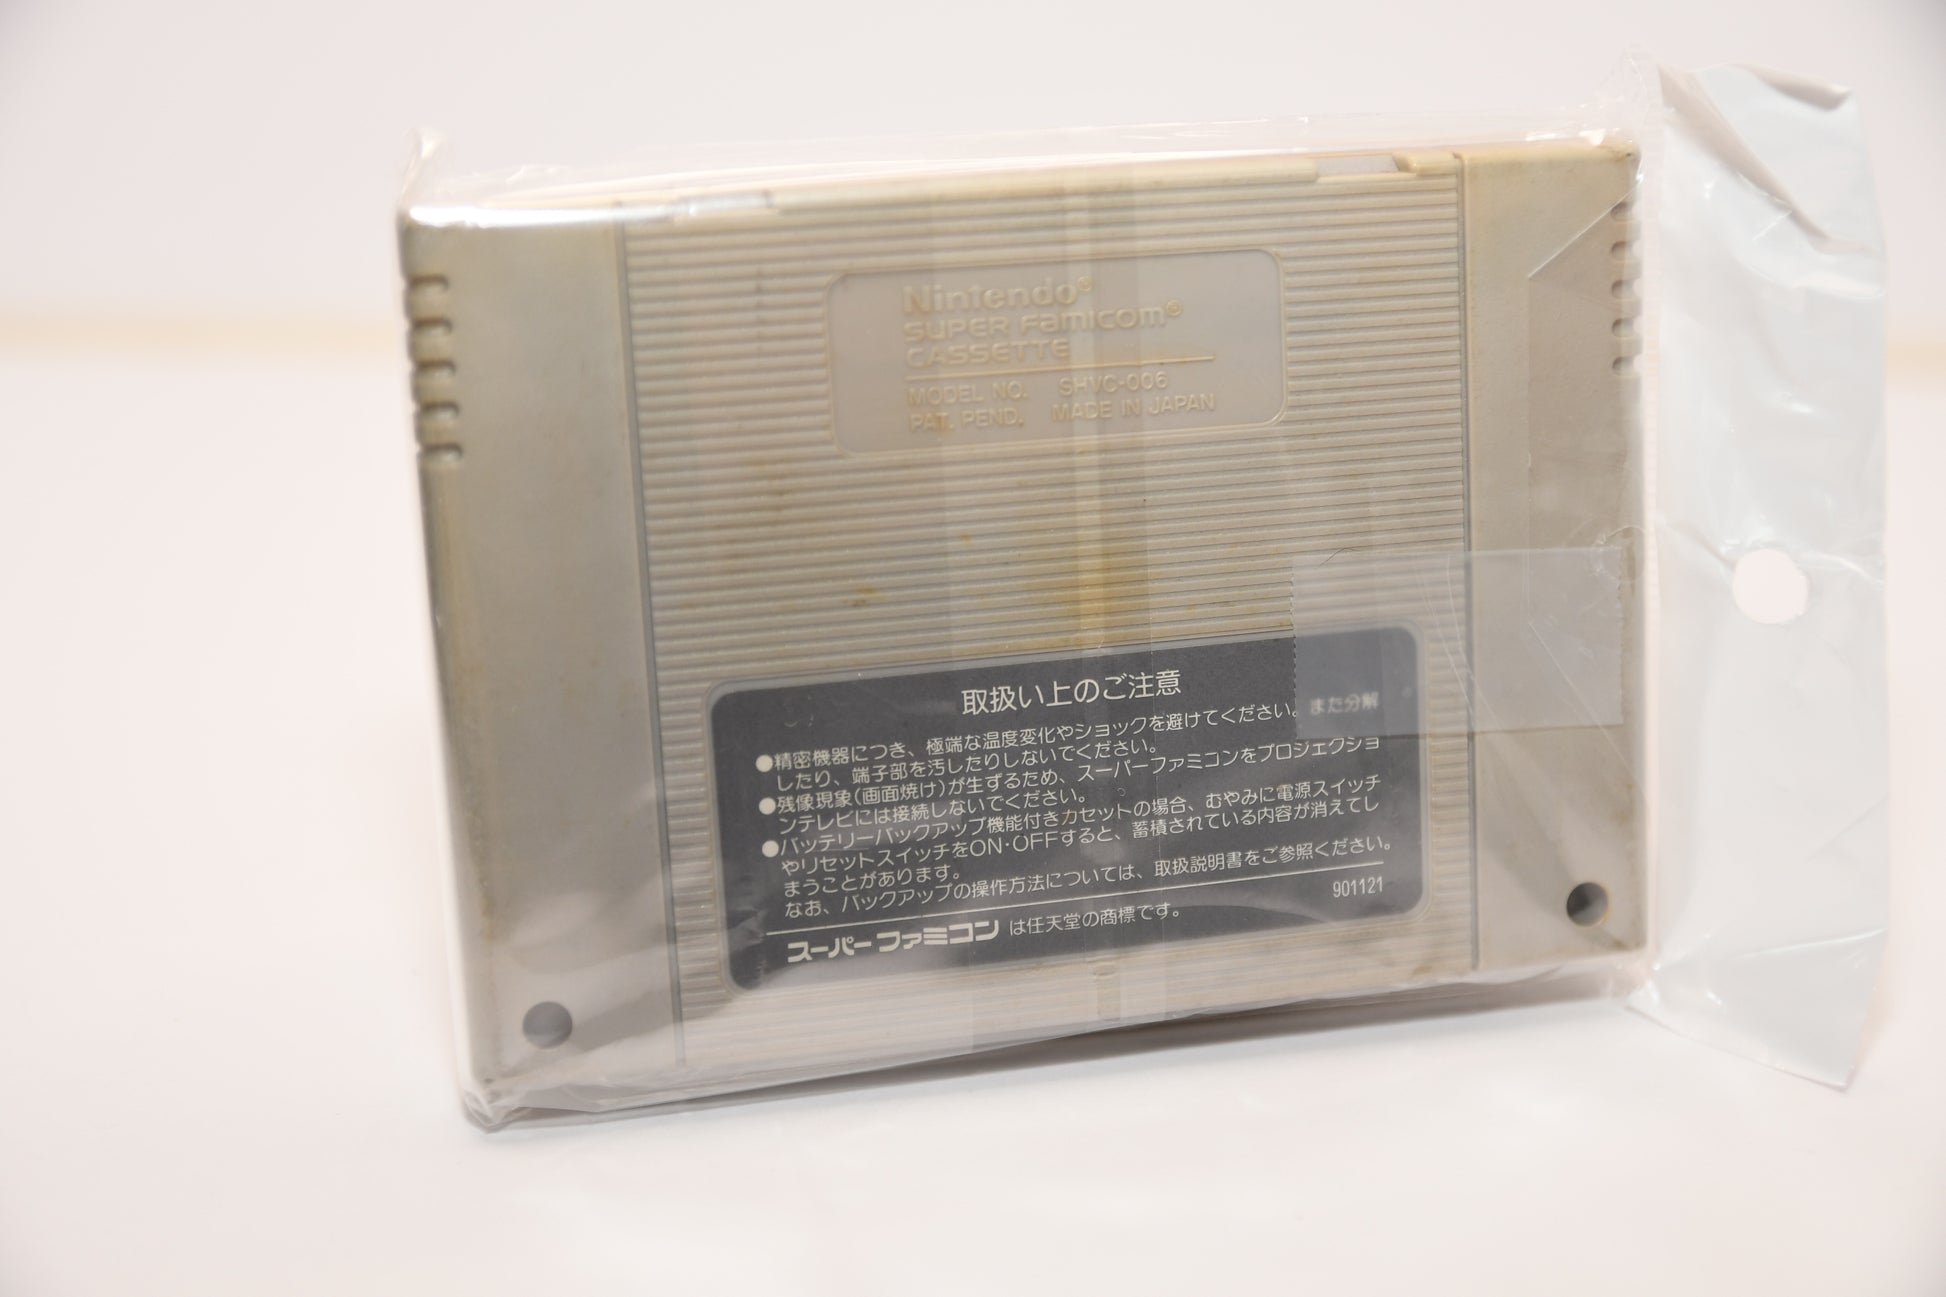 Nintendo®
SUPER FAMICOM®
CASSETTE
MODEL NO. SHVC-006
PAT. PEND. MADE IN JAPAN
取扱い上のご注意
●精密機器につき、極端な温度変化やショックを避けてください。また分解
したり、端子部を汚したりしないでください。
●残像現象(画面焼け)が生ずるため、スーパーファミコンをプロジェクショ
ンテレビには接続しないでください。
●バッテリーバックアップ機能付きカセットの場合、むやみに電源スイッチ
やリセットスイッチをON・OFFすると、蓄積されている内容が消えてし
まうことがあります。
なお、バックアップの操作方法については、取扱説明書をご参照ください。
901121
スーパーファミコン は任天堂の商標です。